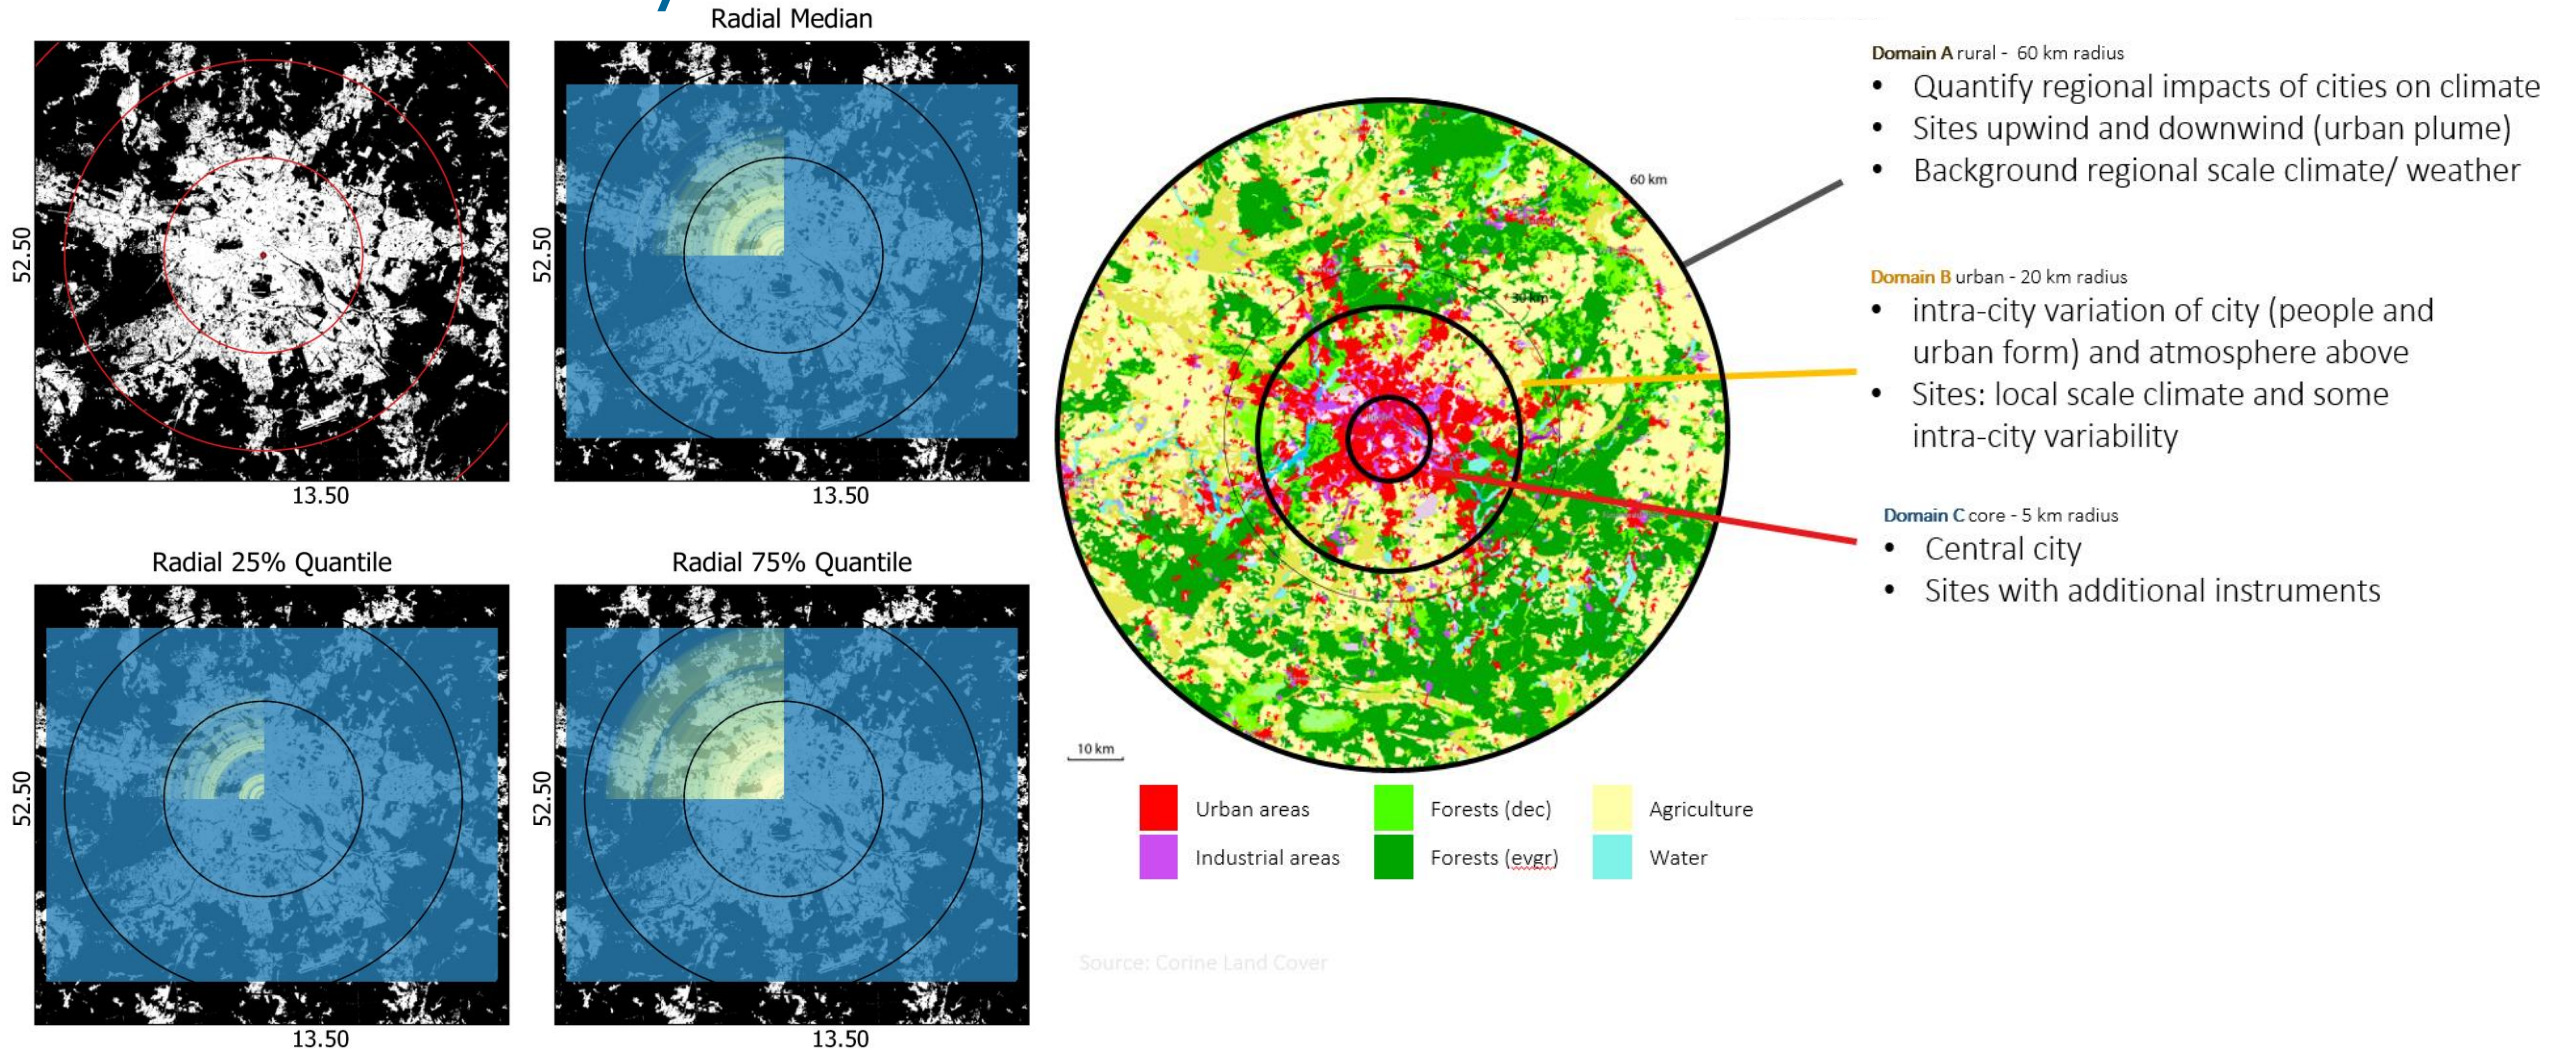 Radial Median
52.50
13.50
52.50
13.50
Radial 25% Quantile
52.50
13.50
Radial 75% Quantile
52.50
13.50
60 km
30 km
10 km
Urban areas
Forests (dec)
Agriculture
Industrial areas
Forests (evgr)
Water
Source: Corine Land Cover
Domain A rural - 60 km radius
• Quantify regional impacts of cities on climate
• Sites upwind and downwind (urban plume)
• Background regional scale climate/ weather
Domain B urban - 20 km radius
• intra-city variation of city (people and
urban form) and atmosphere above
• Sites: local scale climate and some
intra-city variability
Domain C core - 5 km radius
• Central city
• Sites with additional instruments